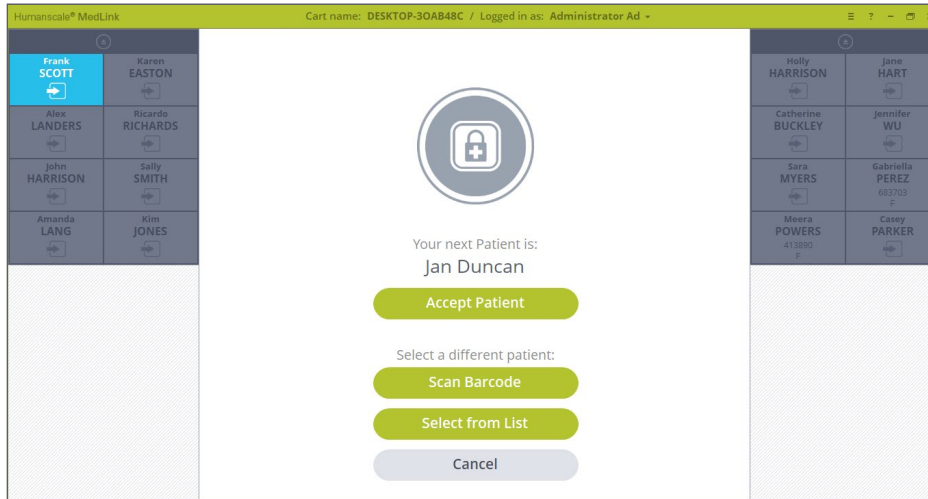 Humanscale® MedLink
Cart name: DESKTOP-3OAB48C / Logged in as: Administrator Ad
?
Frank
SCOTT
Karen
EASTON
Alex
LANDERS
Ricardo
RICHARDS
John
HARRISON
Sally
SMITH
Amanda
LANG
Kim
JONES
Your next Patient is:
Jan Duncan
Accept Patient
Select a different patient:
Scan Barcode
Select from List
Cancel
Holly
HARRISON
Jane
HART
Catherine
BUCKLEY
Jennifer
WU
Sara
MYERS
Gabriella
PEREZ
683703
F
Meera
POWERS
413890
F
Casey
PARKER